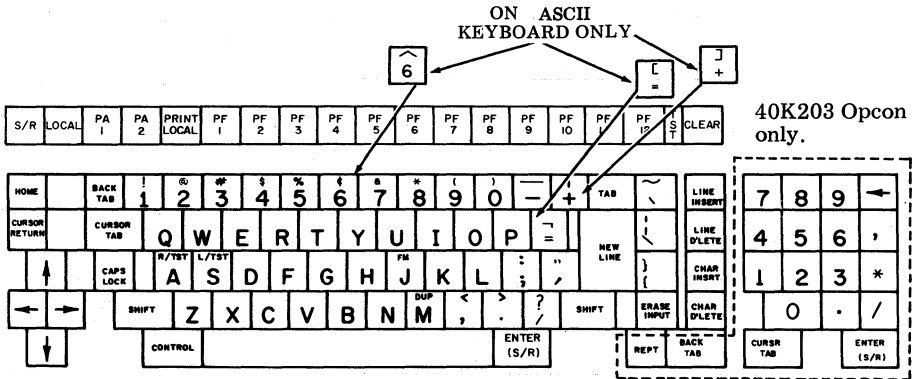 ON ASCII
KEYBOARD ONLY
^
6
[
=
]
+
S/R LOCAL PA 1 PA 2 PRINT LOCAL PF 1 PF 2 PF 3 PF 4 PF 5 PF 6 PF 7 PF 8 PF 9 PF 10 PF 1 PF 12 TST CLEAR
40K203 Opcon
only.
HOME BACK TAB ! 1 @ 2 # 3 $ 4 % 5 ¢ 6 & 7 * 8 ( 9 ) 0 — - ¦ + TAB ~ \ LINE INSERT 7 8 9 ←
CURSOR RETURN CURSOR TAB Q W E R T Y U I O P ¬ = NEW LINE ¦ \ LINE D'LETE 4 5 6 ,
↑ CAPS LOCK R/TST A L/TST S D F G H FM J K L : ; " ' } { CHAR INSRT 1 2 3 *
← → SHIFT Z X C V B N DUP M < , > . ? / SHIFT ERASE INPUT CHAR D'LETE 0 . /
↓ CONTROL ENTER (S/R) REPT BACK TAB CURSR TAB ENTER (S/R)